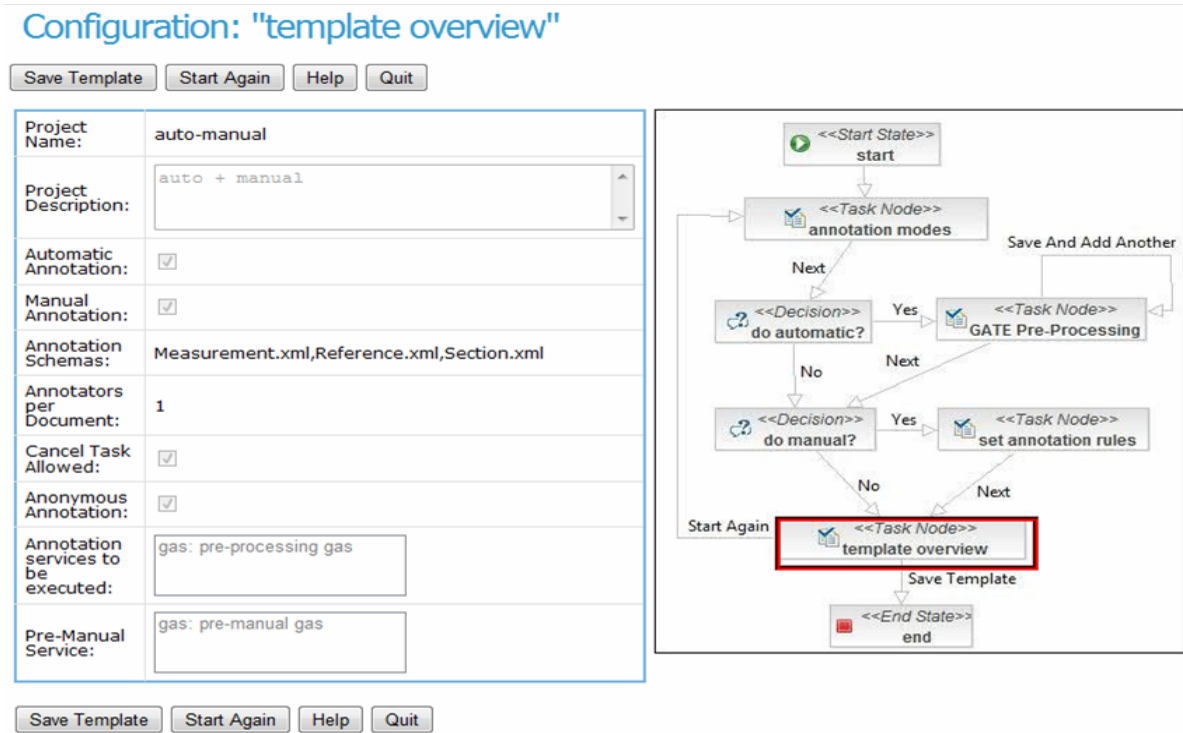 Configuration: "template overview"
Save Template
Start Again
Help
Quit
Project
Name:
auto-manual
Project
Description:
auto + manual
Automatic
Annotation:
Manual
Annotation:
Annotation
Schemas:
Measurement.xml,Reference.xml,Section.xml
Annotators
per
Document:
1
Cancel Task
Allowed:
Anonymous
Annotation:
Annotation
services to
be
executed:
gas: pre-processing gas
Pre-Manual
Service:
gas: pre-manual gas
Save Template
Start Again
Help
Quit
<<Start State>>
start
<<Task Node>>
annotation modes
Save And Add Another
Next
<<Decision>>
do automatic?
Yes
<<Task Node>>
GATE Pre-Processing
No
Next
<<Decision>>
do manual?
Yes
<<Task Node>>
set annotation rules
No
Next
Start Again
<<Task Node>>
template overview
Save Template
<<End State>>
end